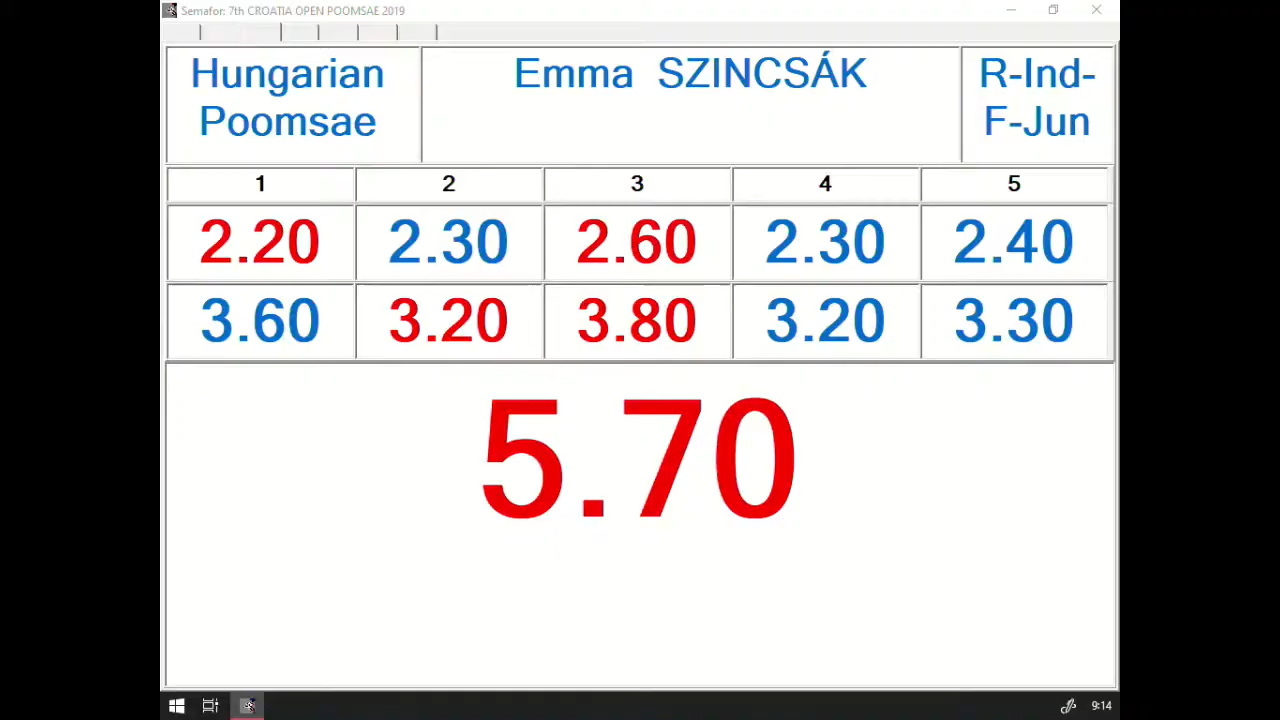 Semafor: 7th CROATIA OPEN POOMSAE 2019
Hungarian
Poomsae
Emma SZINCSÁK
R-Ind-
F-Jun
1 2 3 4 5
2.20 2.30 2.60 2.30 2.40
3.60 3.20 3.80 3.20 3.30
5.70
9:14